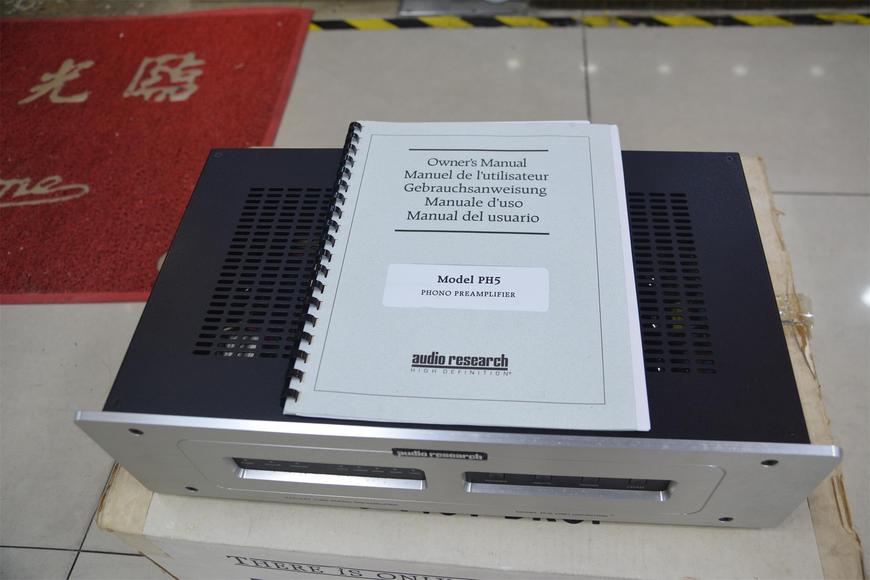 光 臨
Owner's Manual
Manuel de l'utilisateur
Gebrauchsanweisung
Manuale d'uso
Manual del usuario
Model PH5
PHONO PREAMPLIFIER
audio research
HIGH DEFINITION®
audio research
THERE IS ONLY